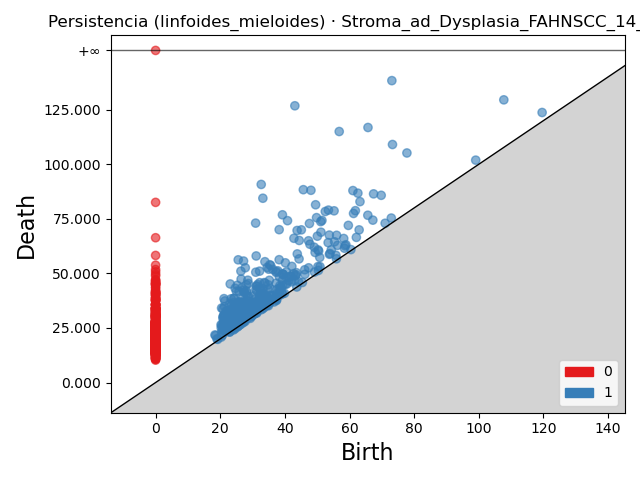 Persistencia (linfoides_mieloides) · Stroma_ad_Dysplasia_FAHNSCC_14_
+∞
125.000
100.000
75.000
50.000
25.000
0.000
Death
0
1
0 20 40 60 80 100 120 140
Birth